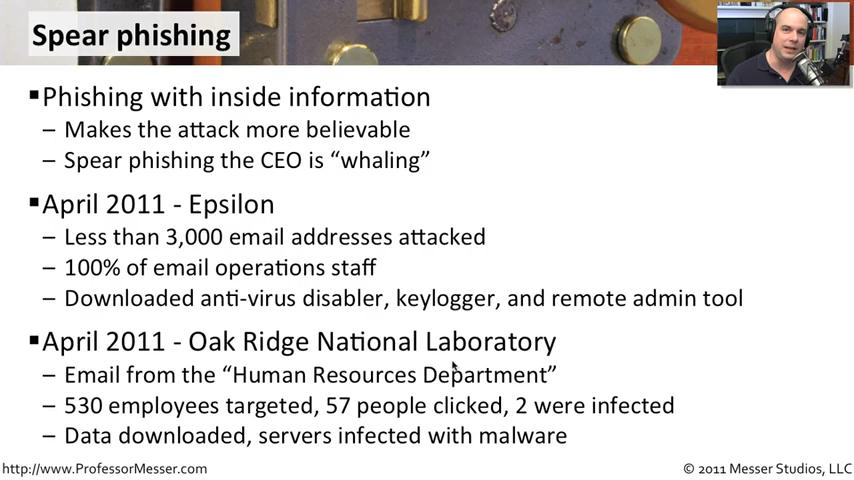 Spear phishing
▪Phishing with inside information
– Makes the attack more believable
– Spear phishing the CEO is “whaling”
▪April 2011 - Epsilon
– Less than 3,000 email addresses attacked
– 100% of email operations staff
– Downloaded anti-virus disabler, keylogger, and remote admin tool
▪April 2011 - Oak Ridge National Laboratory
– Email from the “Human Resources Department”
– 530 employees targeted, 57 people clicked, 2 were infected
– Data downloaded, servers infected with malware
http://www.ProfessorMesser.com
© 2011 Messer Studios, LLC